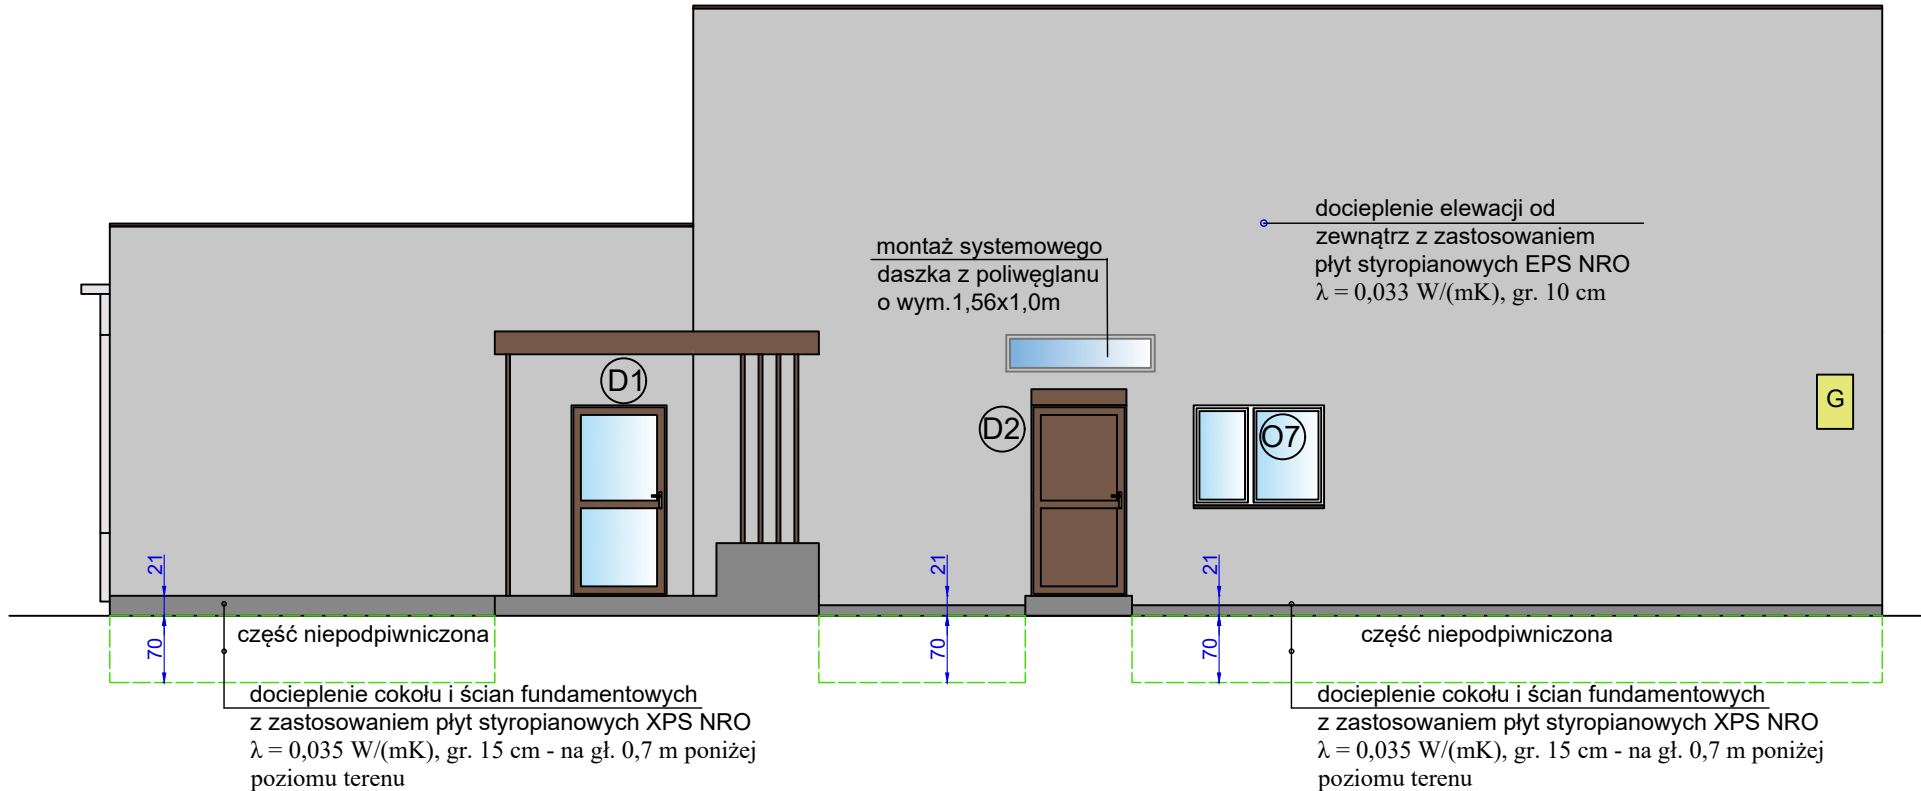 docieplenie elewacji od
zewnątrz z zastosowaniem
płyt styropianowych EPS NRO
λ = 0,033 W/(mK), gr. 10 cm
montaż systemowego
daszka z poliwęglanu
o wym.1,56x1,0m
D1
D2
O7
G
21
21
21
70
część niepodpiwniczona
70
70
część niepodpiwniczona
docieplenie cokołu i ścian fundamentowych
z zastosowaniem płyt styropianowych XPS NRO
λ = 0,035 W/(mK), gr. 15 cm - na gł. 0,7 m poniżej
poziomu terenu
docieplenie cokołu i ścian fundamentowych
z zastosowaniem płyt styropianowych XPS NRO
λ = 0,035 W/(mK), gr. 15 cm - na gł. 0,7 m poniżej
poziomu terenu